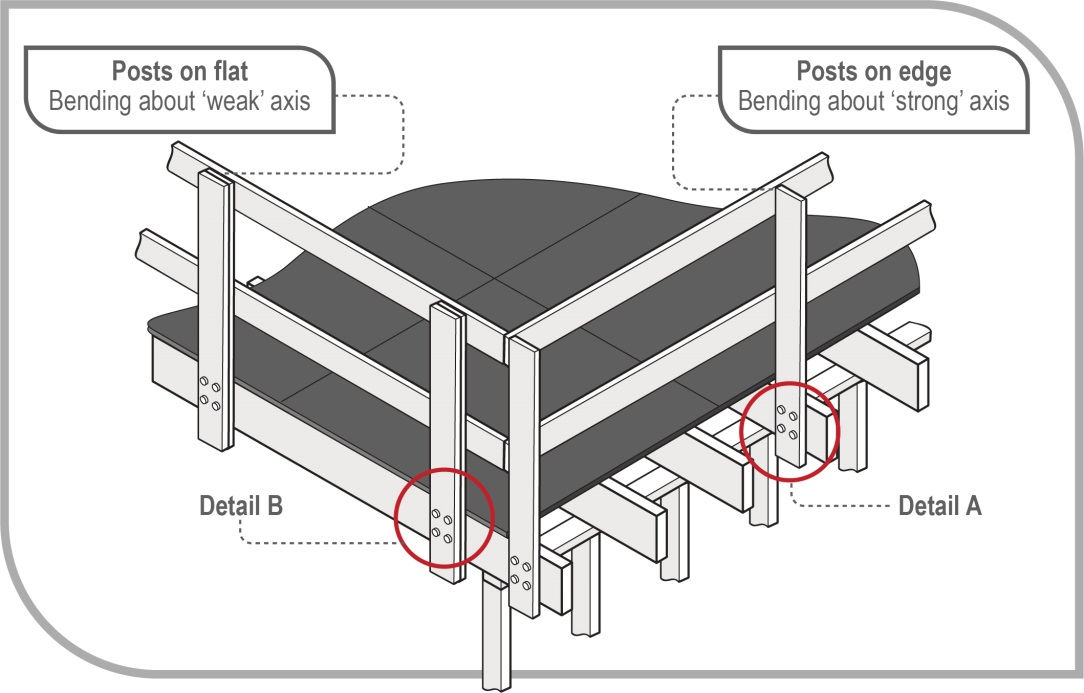 Posts on flat
Bending about ‘weak’ axis
Posts on edge
Bending about ‘strong’ axis
Detail B
Detail A